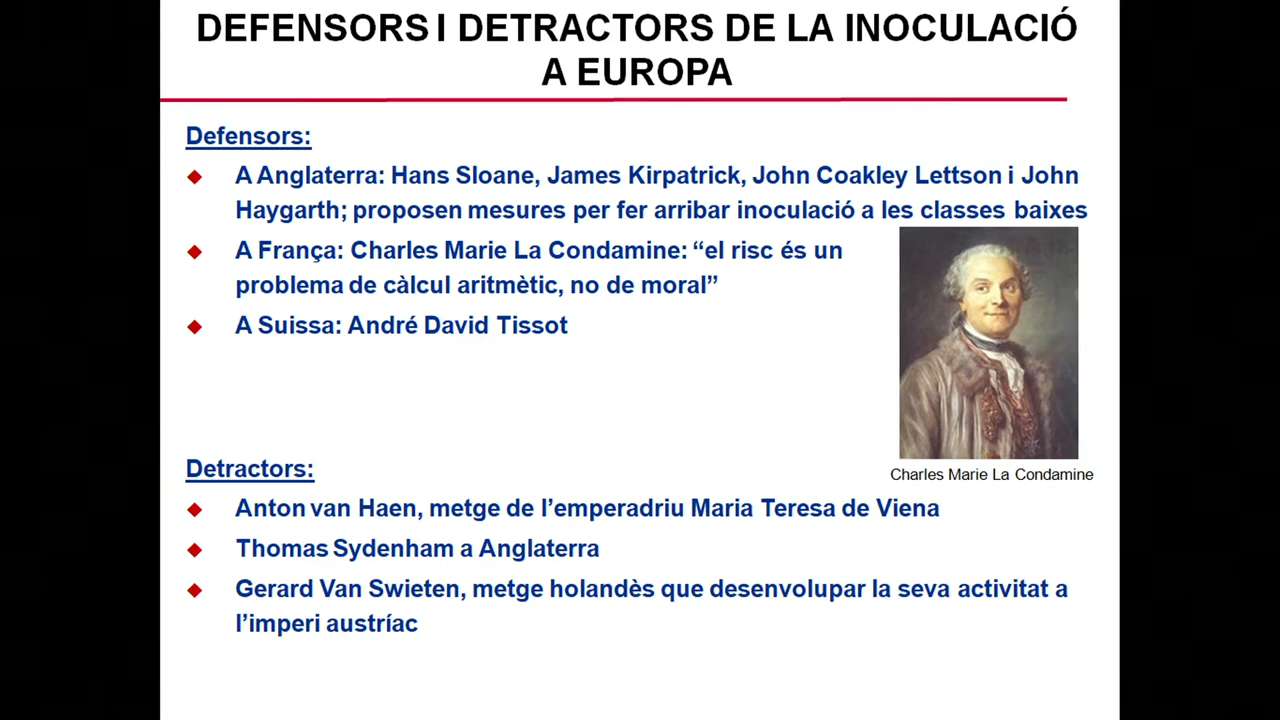 DEFENSORS I DETRACTORS DE LA INOCULACIÓ
A EUROPA
Defensors:
A Anglaterra: Hans Sloane, James Kirpatrick, John Coakley Lettson i John
Haygarth; proposen mesures per fer arribar inoculació a les classes baixes
A França: Charles Marie La Condamine: “el risc és un
problema de càlcul aritmètic, no de moral”
A Suissa: André David Tissot
Charles Marie La Condamine
Detractors:
Anton van Haen, metge de l’emperadriu Maria Teresa de Viena
Thomas Sydenham a Anglaterra
Gerard Van Swieten, metge holandès que desenvolupar la seva activitat a
l’imperi austríac